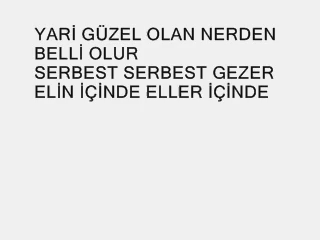 YARİ GÜZEL OLAN NERDEN
BELLİ OLUR
SERBEST SERBEST GEZER
ELİN İÇİNDE ELLER İÇİNDE